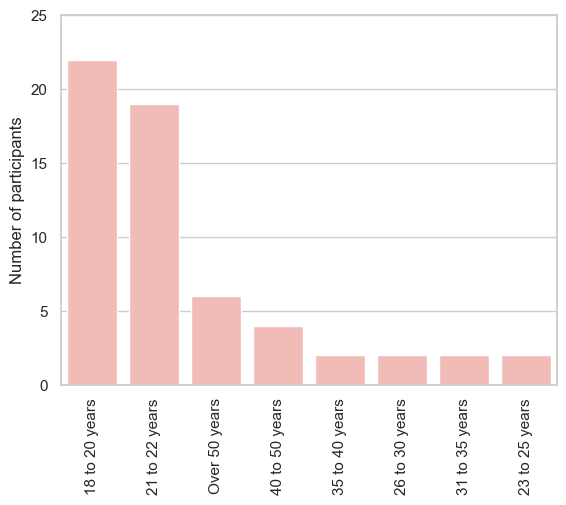 Number of participants
25
20
15
10
5
0
18 to 20 years
21 to 22 years
Over 50 years
40 to 50 years
35 to 40 years
26 to 30 years
31 to 35 years
23 to 25 years